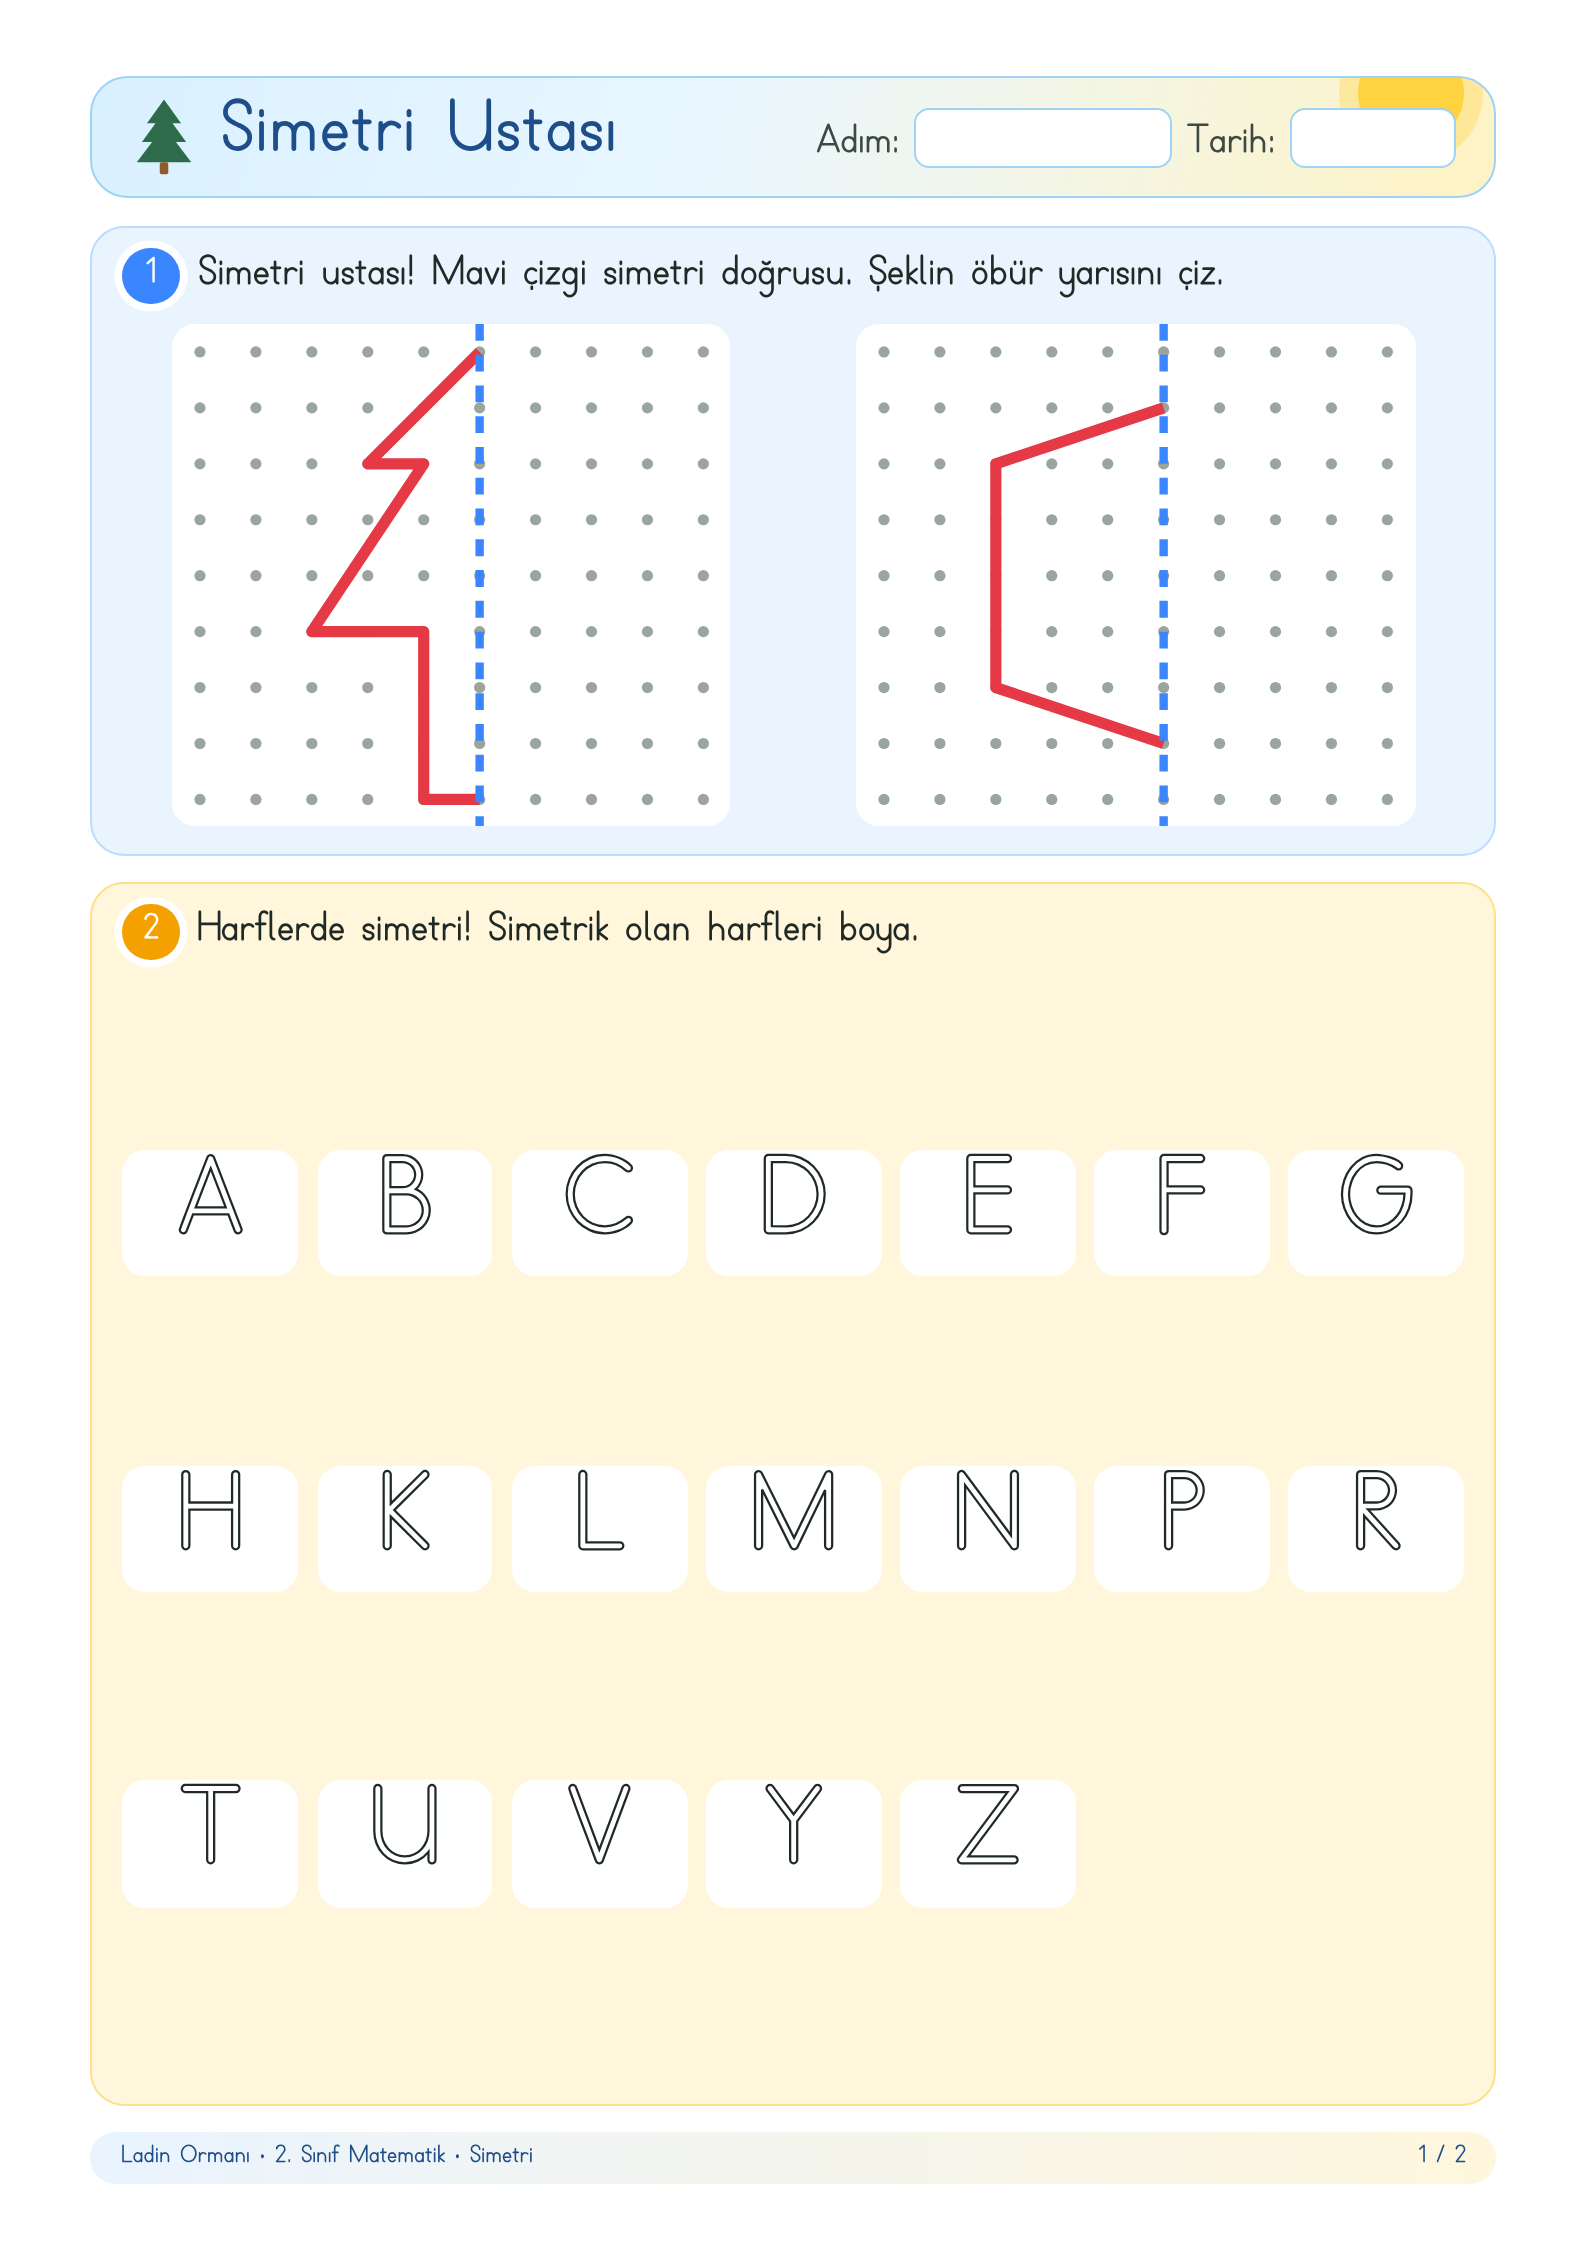 Simetri Ustası
Adım:
Tarih:
1 Simetri ustası! Mavi çizgi simetri doğrusu. Şeklin öbür yarısını çiz.
2 Harflerde simetri! Simetrik olan harfleri boya.
A B C D E F G
H K L M N P R
T U V Y Z
Ladin Ormanı • 2. Sınıf Matematik • Simetri
1 / 2